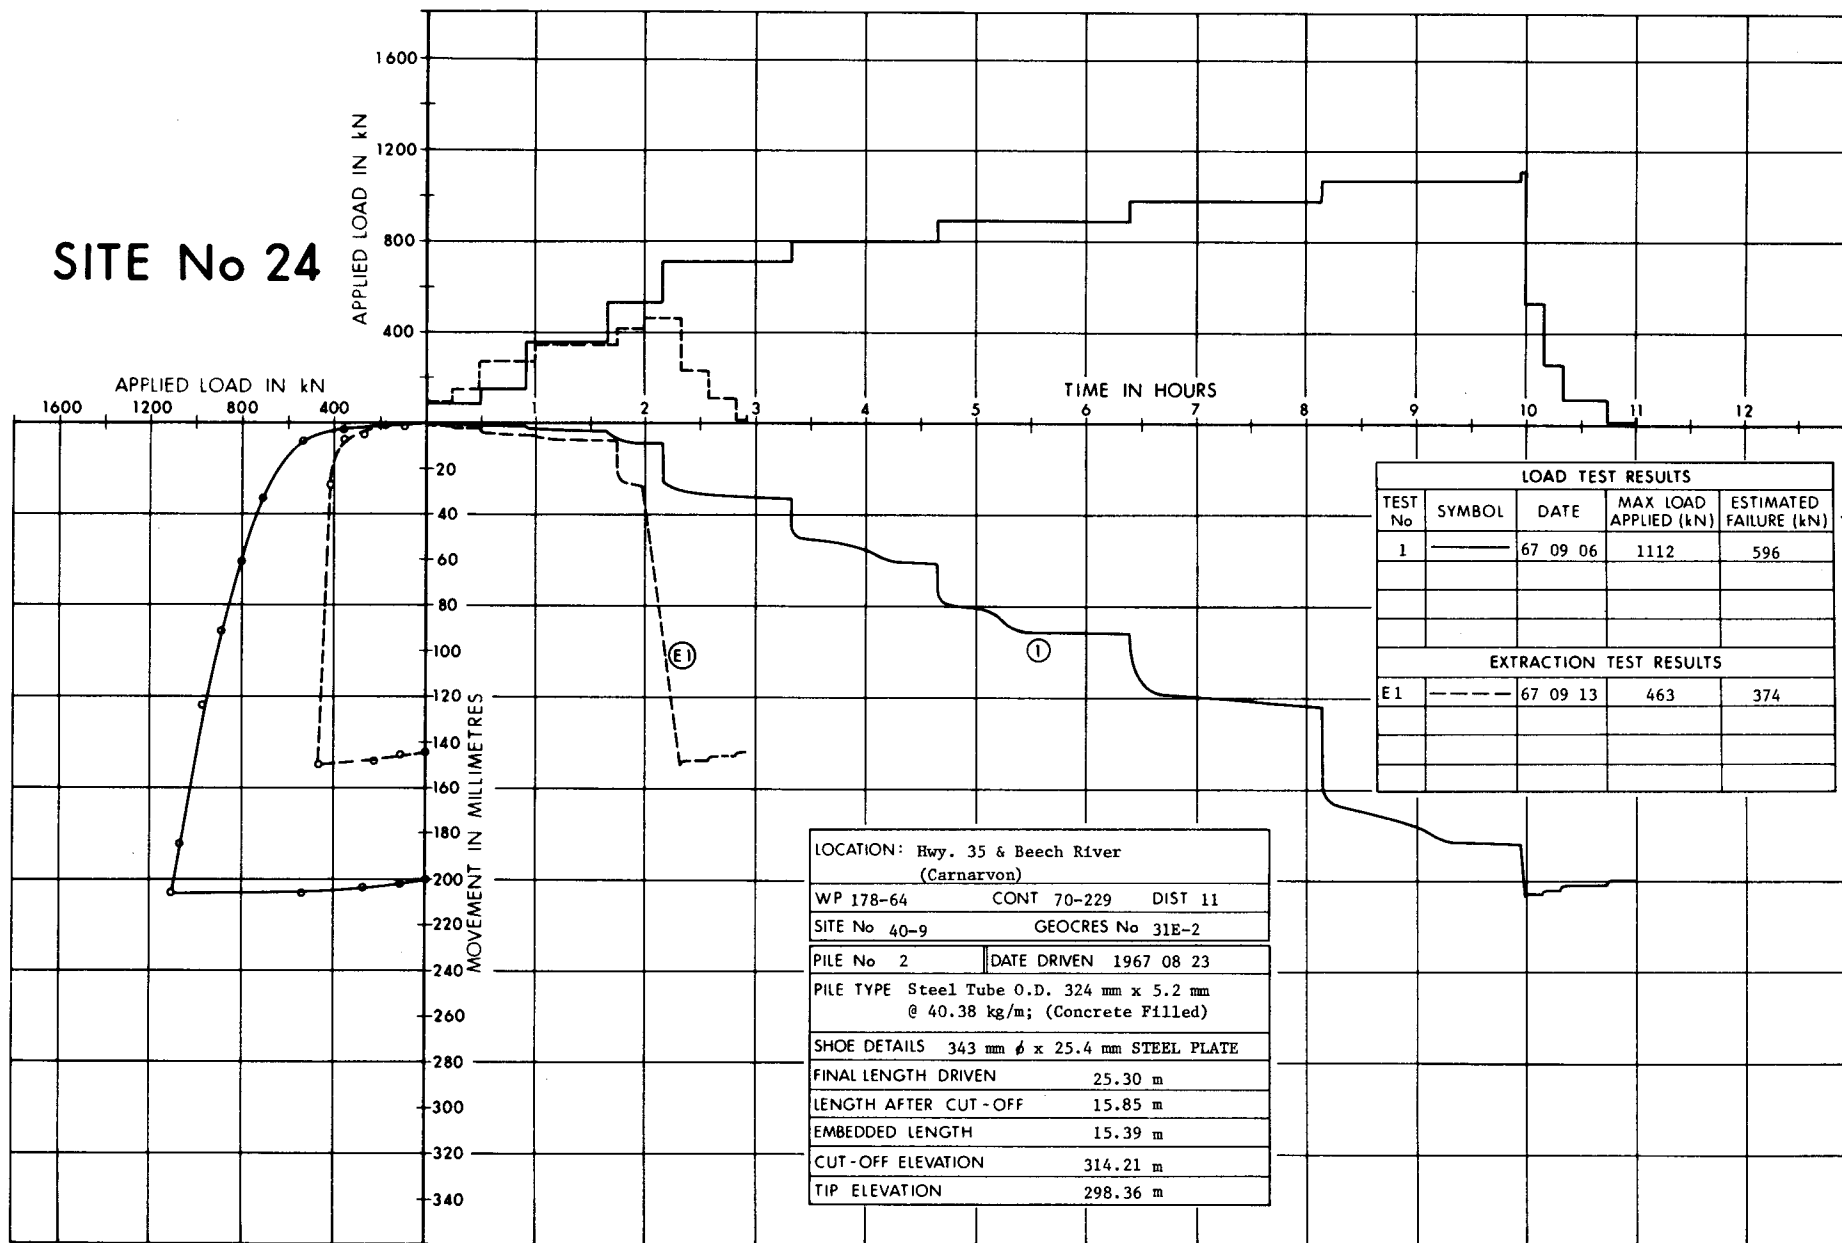 SITE No 24
APPLIED LOAD IN kN
1600
1200
800
400
APPLIED LOAD IN kN
1600 1200 800 400
TIME IN HOURS
1 2 3 4 5 6 7 8 9 10 11 12
20
40
60
80
100
120
140
160
180
200
220
240
260
280
300
320
340
MOVEMENT IN MILLIMETRES
E1
1
LOAD TEST RESULTS
TEST No SYMBOL DATE MAX LOAD APPLIED (kN) ESTIMATED FAILURE (kN)
1 67 09 06 1112 596
EXTRACTION TEST RESULTS
E1 67 09 13 463 374
LOCATION: Hwy. 35 & Beech River
(Carnarvon)
WP 178-64 CONT 70-229 DIST 11
SITE No 40-9 GEOCRES No 31E-2
PILE No 2 DATE DRIVEN 1967 08 23
PILE TYPE Steel Tube O.D. 324 mm x 5.2 mm
@ 40.38 kg/m; (Concrete Filled)
SHOE DETAILS 343 mm ϕ x 25.4 mm STEEL PLATE
FINAL LENGTH DRIVEN 25.30 m
LENGTH AFTER CUT-OFF 15.85 m
EMBEDDED LENGTH 15.39 m
CUT-OFF ELEVATION 314.21 m
TIP ELEVATION 298.36 m